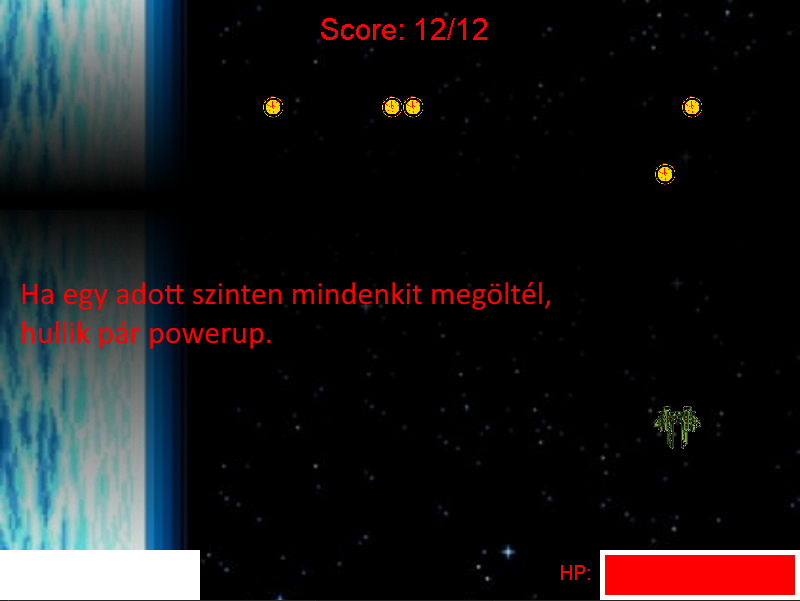 Score: 12/12
Ha egy adott szinten mindenkit megöltél,
hullik pár powerup.
HP: